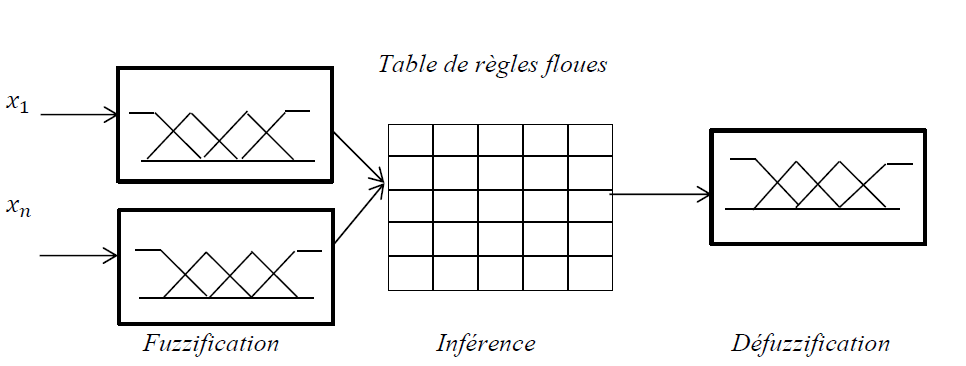 Table de règles floues
x₁
xₙ
Fuzzification
Inférence
Défuzzification